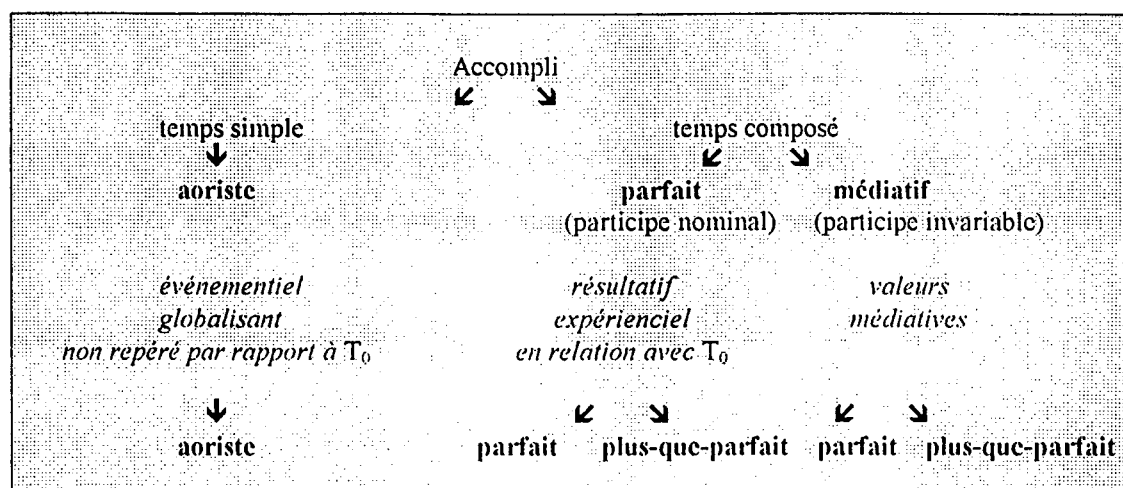 Accompli
temps simple temps composé
aoriste parfait médiatif
(participe nominal) (participe invariable)
événementiel résultatif valeurs
globalisant expérienciel médiatives
non repéré par rapport à T₀ en relation avec T₀
aoriste parfait plus-que-parfait parfait plus-que-parfait